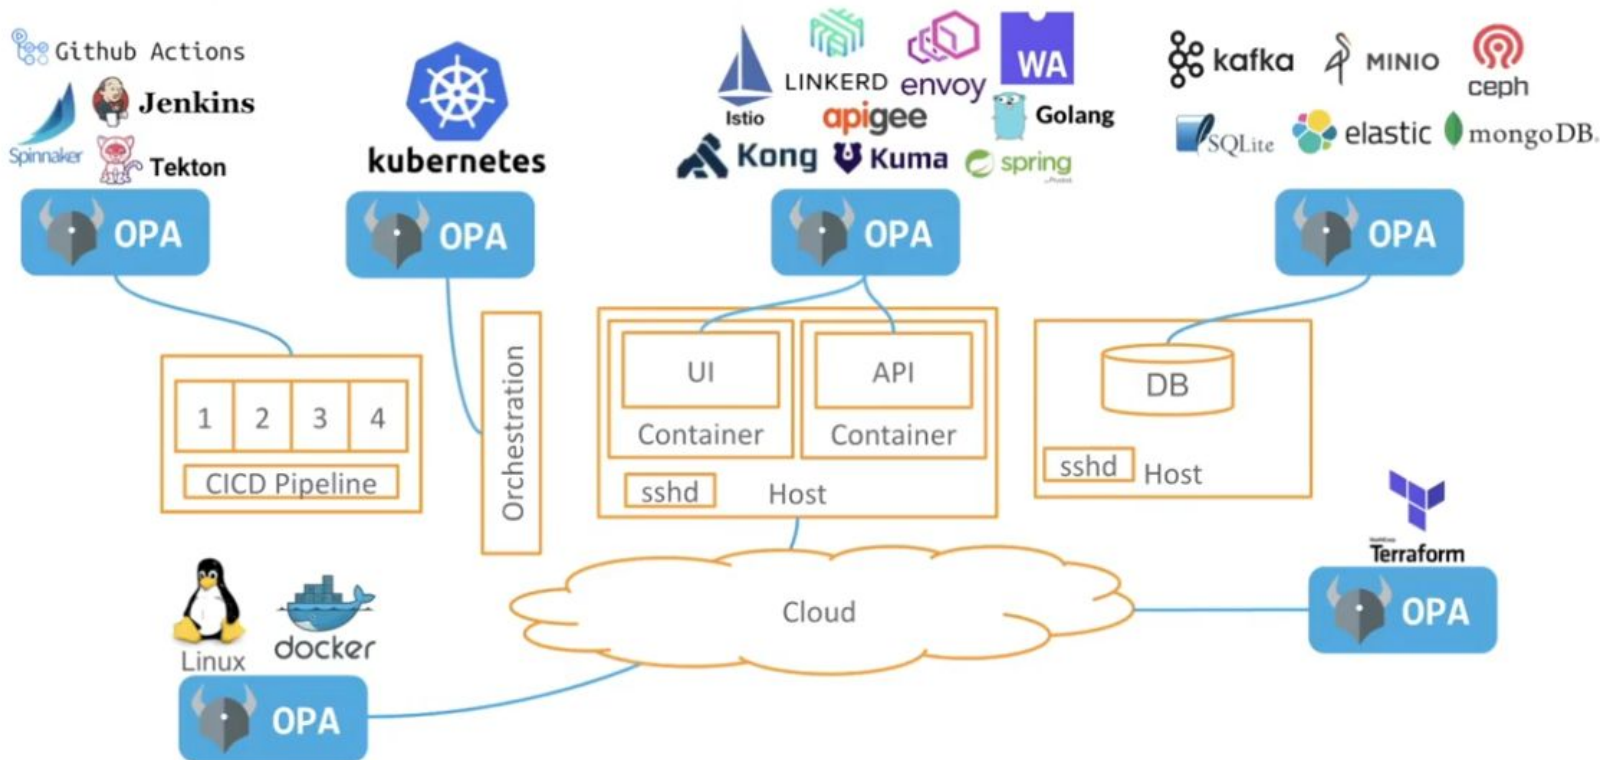 Github Actions
Jenkins
Spinnaker
Tekton
OPA
kubernetes
OPA
Istio
LINKERD
envoy
WA
apigee
Golang
Kong
Kuma
spring
OPA
kafka
MINIO
ceph
SQLite
elastic
mongoDB.
OPA
1 2 3 4
CICD Pipeline
Orchestration
UI
Container
API
Container
sshd
Host
DB
sshd
Host
Cloud
Linux
docker
OPA
Terraform
OPA